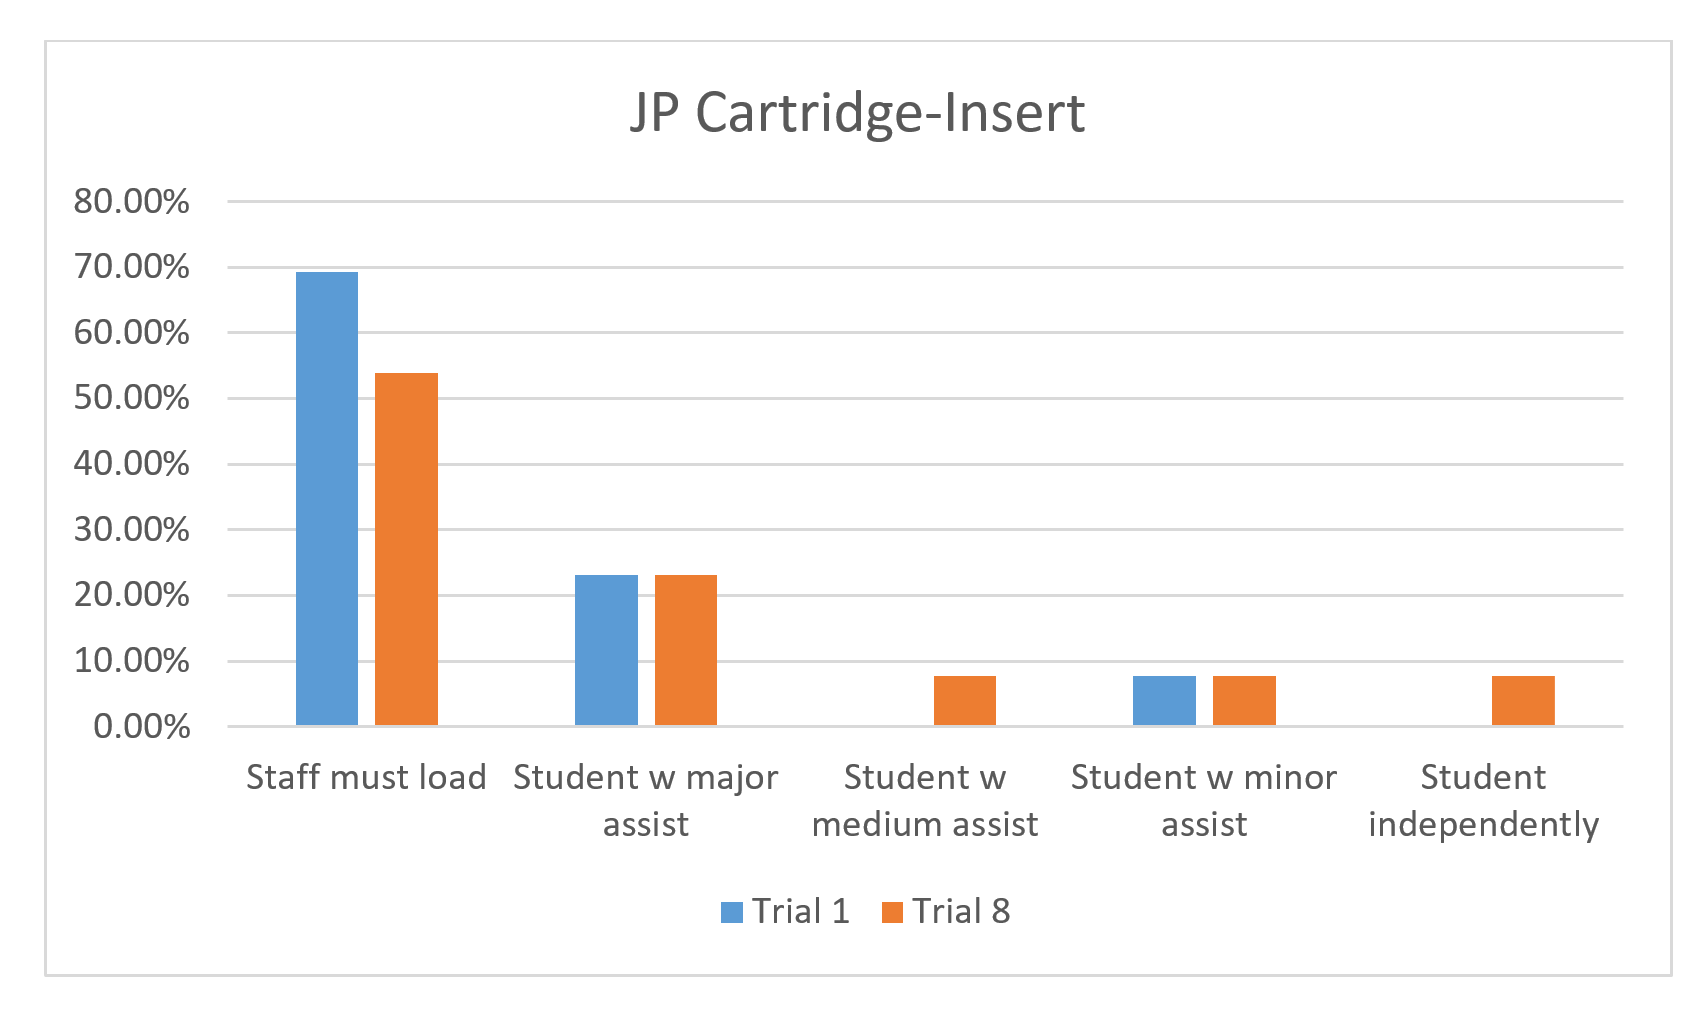 JP Cartridge-Insert
80.00%
70.00%
60.00%
50.00%
40.00%
30.00%
20.00%
10.00%
0.00%
Staff must load
Student w major
assist
Student w
medium assist
Student w minor
assist
Student
independently
Trial 1
Trial 8